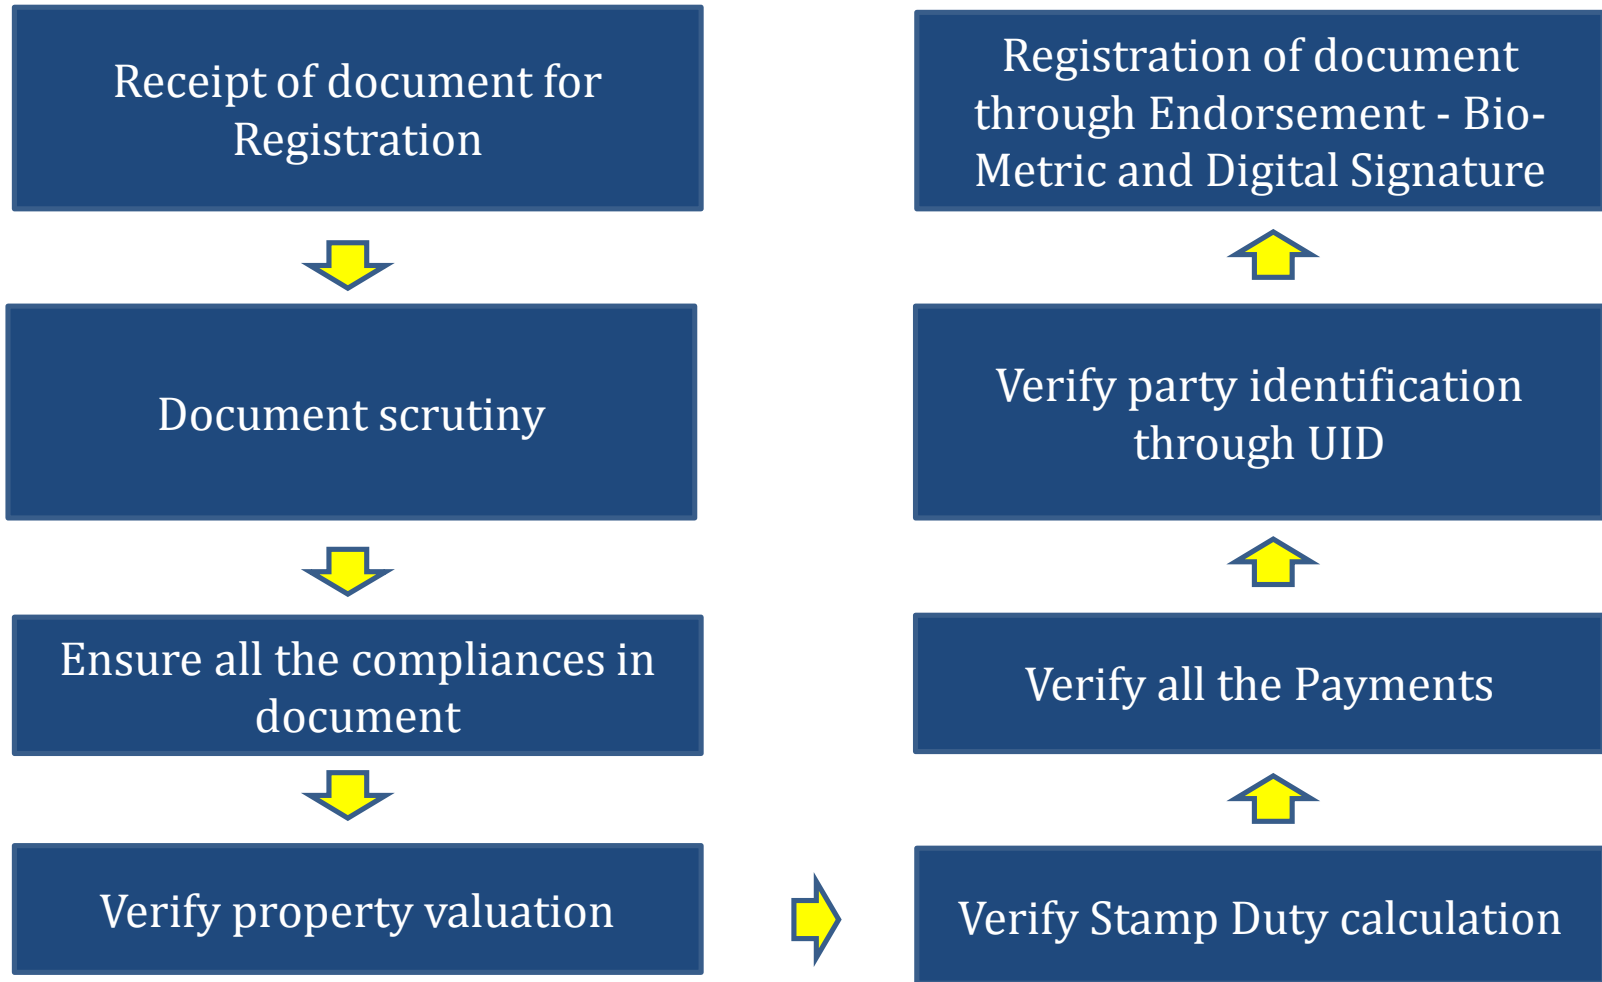 Receipt of document for
Registration
Document scrutiny
Ensure all the compliances in
document
Verify property valuation
Verify Stamp Duty calculation
Verify all the Payments
Verify party identification
through UID
Registration of document
through Endorsement - Bio-
Metric and Digital Signature